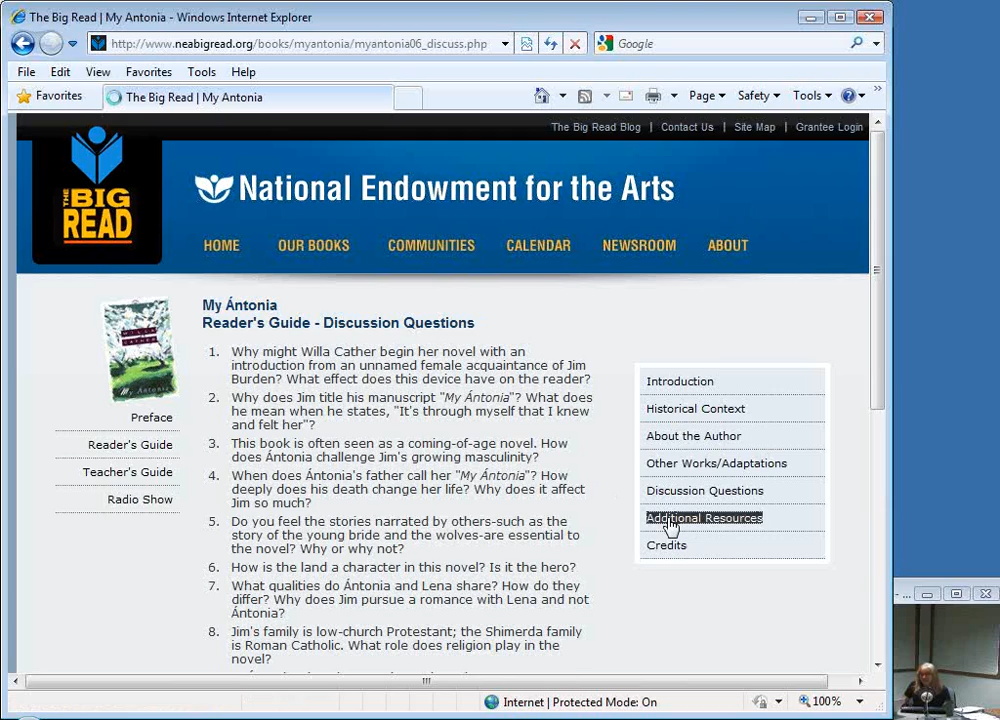 The Big Read | My Antonia - Windows Internet Explorer
http://www.neabigread.org/books/myantonia/myantonia06_discuss.php
Google
File Edit View Favorites Tools Help
Favorites The Big Read | My Antonia Page Safety Tools
The Big Read Blog | Contact Us | Site Map | Grantee Login
THE BIG READ
National Endowment for the Arts
HOME OUR BOOKS COMMUNITIES CALENDAR NEWSROOM ABOUT
WILLA CATHER
My Ántonia
Preface
Reader's Guide
Teacher's Guide
Radio Show
My Ántonia
Reader's Guide - Discussion Questions
1. Why might Willa Cather begin her novel with an
introduction from an unnamed female acquaintance of Jim
Burden? What effect does this device have on the reader?
2. Why does Jim title his manuscript "My Ántonia"? What does
he mean when he states, "It's through myself that I knew
and felt her"?
3. This book is often seen as a coming-of-age novel. How
does Ántonia challenge Jim's growing masculinity?
4. When does Ántonia's father call her "My Ántonia"? How
deeply does his death change her life? Why does it affect
Jim so much?
5. Do you feel the stories narrated by others-such as the
story of the young bride and the wolves-are essential to
the novel? Why or why not?
6. How is the land a character in this novel? Is it the hero?
7. What qualities do Ántonia and Lena share? How do they
differ? Why does Jim pursue a romance with Lena and not
Ántonia?
8. Jim's family is low-church Protestant; the Shimerda family
is Roman Catholic. What role does religion play in the
novel?
Introduction
Historical Context
About the Author
Other Works/Adaptations
Discussion Questions
Additional Resources
Credits
Internet | Protected Mode: On
100%